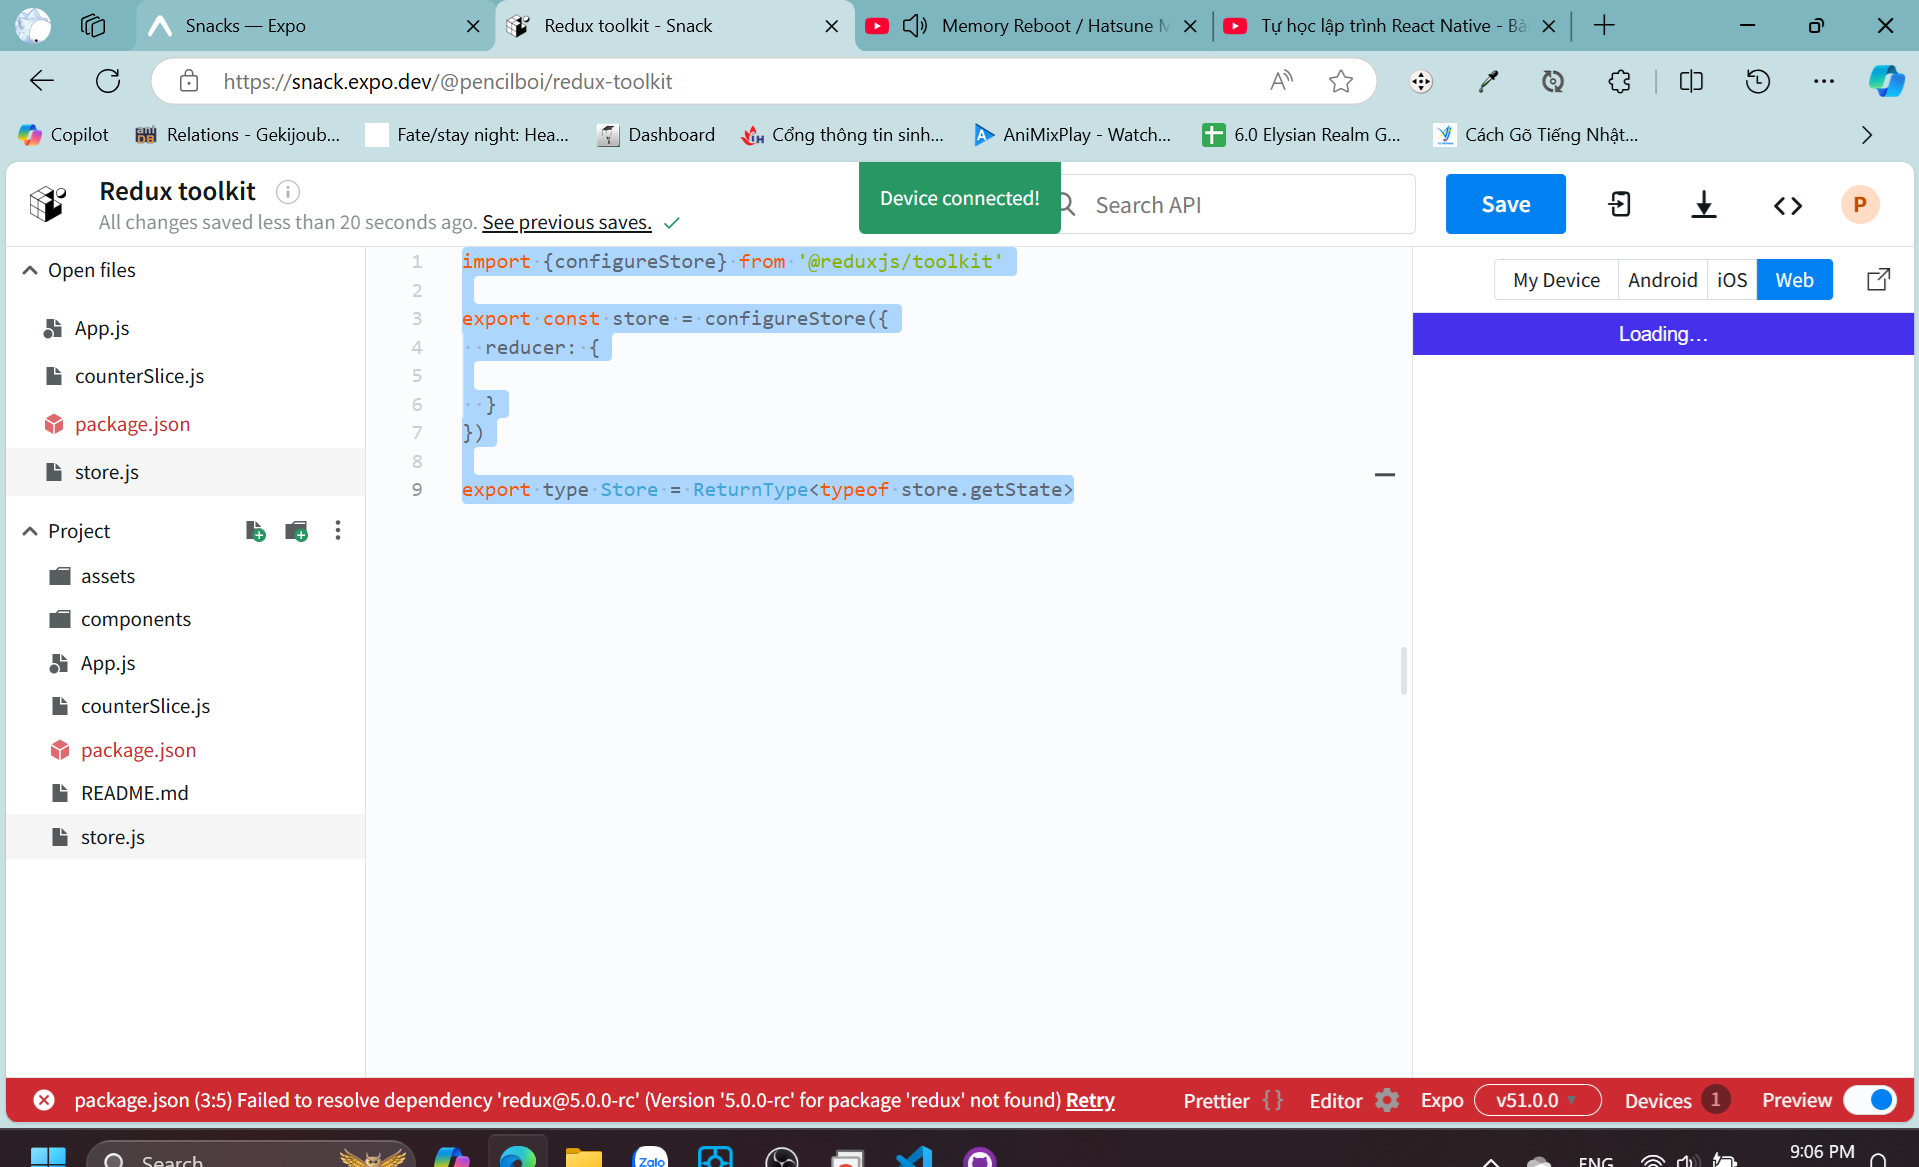 Snacks — Expo
Redux toolkit - Snack
Memory Reboot / Hatsune M
Tự học lập trình React Native - Bà
https://snack.expo.dev/@pencilboi/redux-toolkit
Copilot
Relations - Gekijoub...
Fate/stay night: Hea...
Dashboard
Cổng thông tin sinh...
AniMixPlay - Watch...
6.0 Elysian Realm G...
Cách Gõ Tiếng Nhật...
Redux toolkit
All changes saved less than 20 seconds ago. See previous saves.
Device connected!
Search API
Save
P
Open files
App.js
counterSlice.js
package.json
store.js
Project
assets
components
App.js
counterSlice.js
package.json
README.md
store.js
1 import {configureStore} from '@reduxjs/toolkit'
2
3 export const store = configureStore({
4   reducer: {
5
6   }
7 })
8
9 export type Store = ReturnType<typeof store.getState>
My Device
Android
iOS
Web
Loading...
package.json (3:5) Failed to resolve dependency 'redux@5.0.0-rc' (Version '5.0.0-rc' for package 'redux' not found) Retry
Prettier {}
Editor
Expo
v51.0.0
Devices 1
Preview
Search
Zalo
ENG
9:06 PM